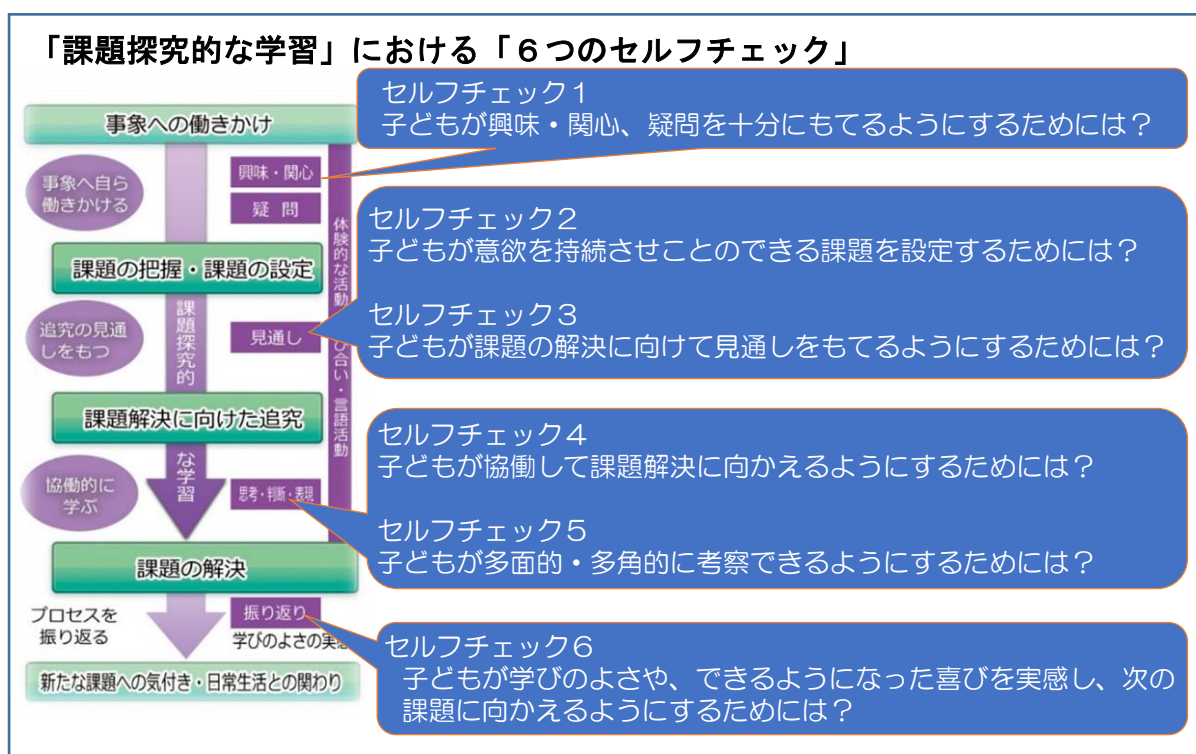 「課題探究的な学習」における「６つのセルフチェック」
セルフチェック１
子どもが興味・関心、疑問を十分にもてるようにするためには？
事象への働きかけ
興味・関心
事象へ自ら
働きかける
疑 問
セルフチェック２
子どもが意欲を持続させことのできる課題を設定するためには？
課題の把握・課題の設定
セルフチェック３
子どもが課題の解決に向けて見通しをもてるようにするためには？
追究の見通
しをもつ
見通し
課題解決に向けた追究
セルフチェック４
子どもが協働して課題解決に向かえるようにするためには？
協働的に
学ぶ
思考・判断・表現
セルフチェック５
子どもが多面的・多角的に考察できるようにするためには？
課題探究的
な学習
体験的な活動
び合い・言語活動
課題の解決
プロセスを
振り返る
振り返り
学びのよさの実
セルフチェック６
子どもが学びのよさや、できるようになった喜びを実感し、次の
課題に向かえるようにするためには？
新たな課題への気付き・日常生活との関わり